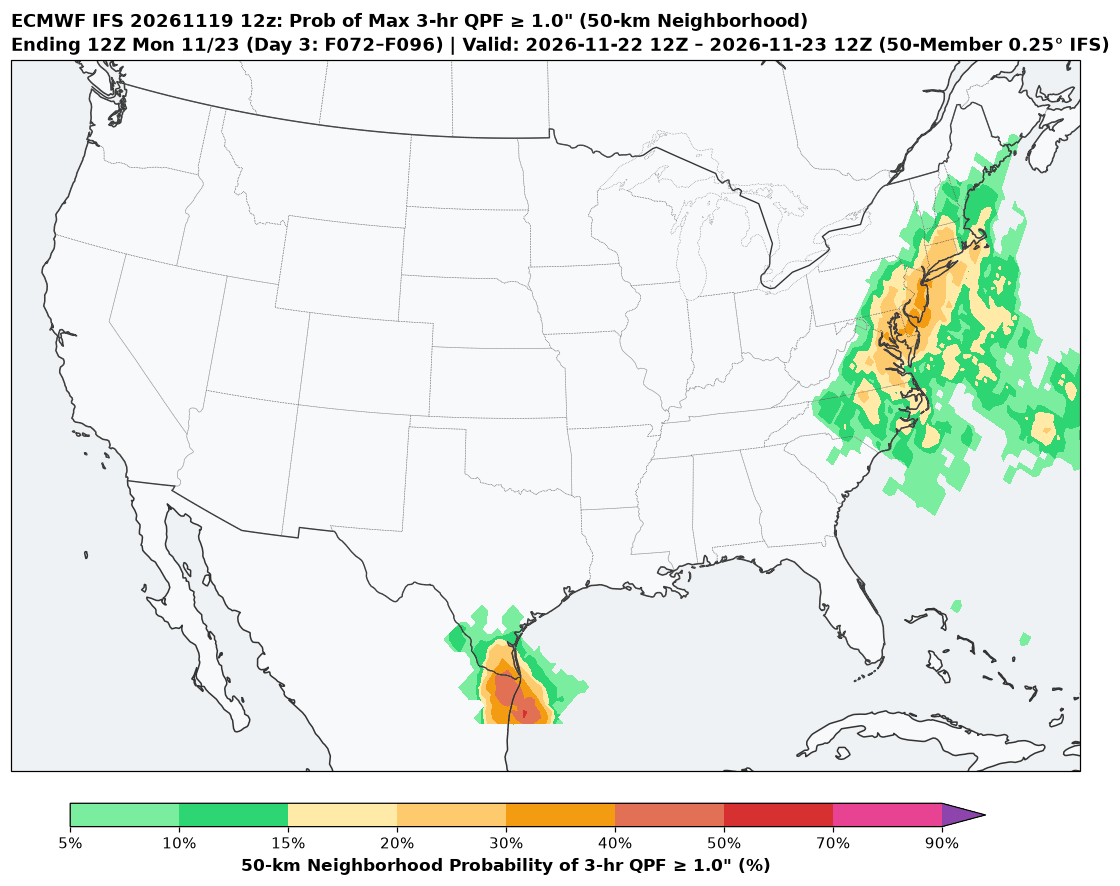 ECMWF IFS 20261119 12z: Prob of Max 3-hr QPF ≥ 1.0" (50-km Neighborhood)
Ending 12Z Mon 11/23 (Day 3: F072–F096) | Valid: 2026-11-22 12Z – 2026-11-23 12Z (50-Member 0.25° IFS)
5% 10% 15% 20% 30% 40% 50% 70% 90%
50-km Neighborhood Probability of 3-hr QPF ≥ 1.0" (%)